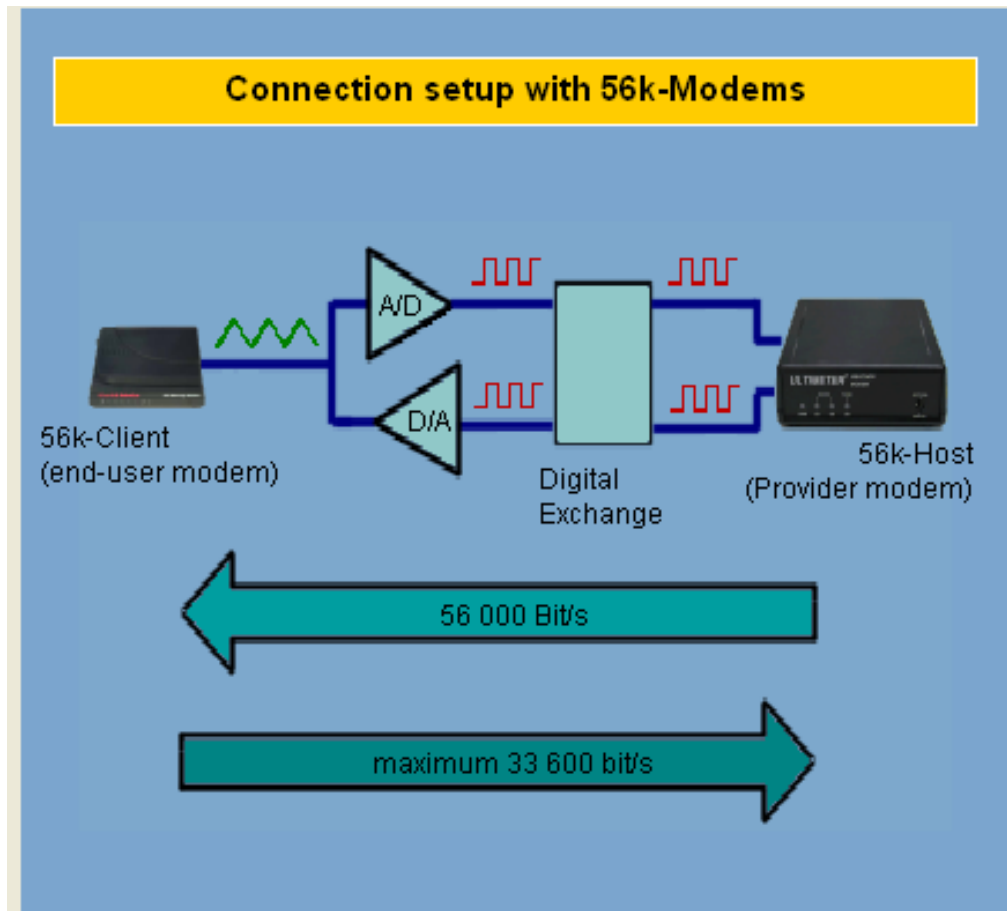 Connection setup with 56k-Modems
A/D
D/A
56k-Client
(end-user modem)
Digital
Exchange
56k-Host
(Provider modem)
56 000 Bit/s
maximum 33 600 bit/s